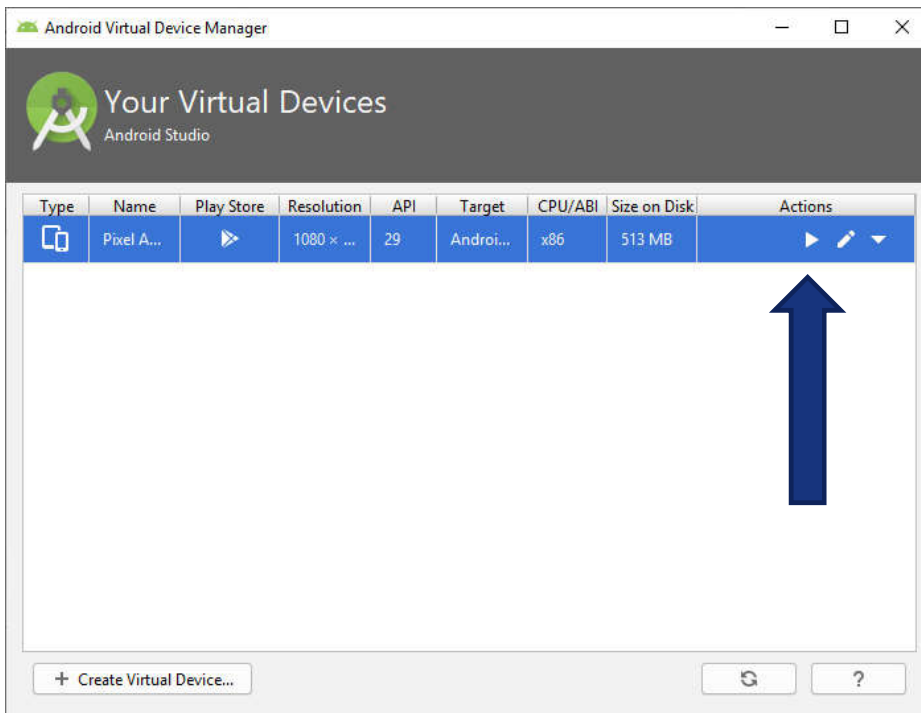 Android Virtual Device Manager
Your Virtual Devices
Android Studio
Type Name Play Store Resolution API Target CPU/ABI Size on Disk Actions
Pixel A... 1080 × ... 29 Androi... x86 513 MB
+ Create Virtual Device... ?